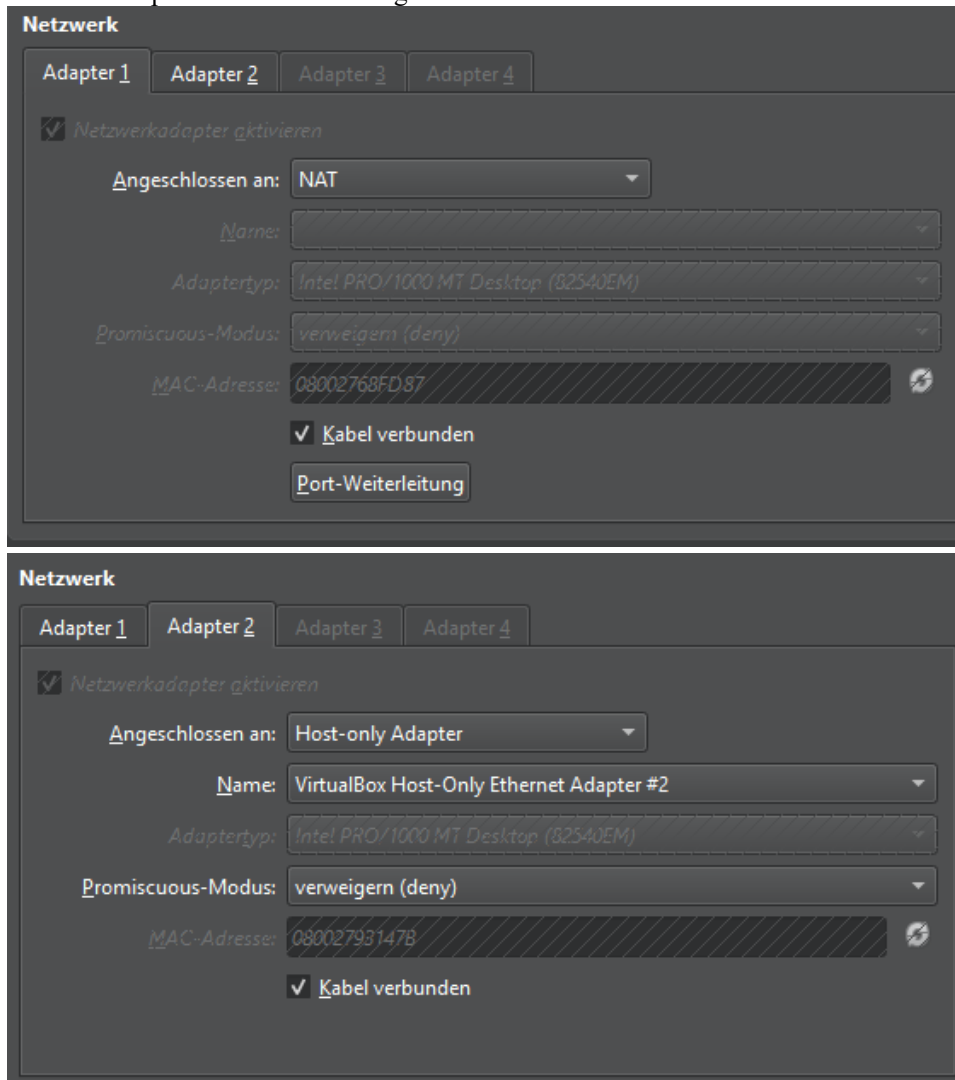 Netzwerk
Adapter 1 Adapter 2 Adapter 3 Adapter 4
Netzwerkadapter aktivieren
Angeschlossen an: NAT
Name:
Adaptertyp: Intel PRO/1000 MT Desktop (82540EM)
Promiscuous-Modus: verweigern (deny)
MAC-Adresse: 08002768FD87
Kabel verbunden
Port-Weiterleitung
Netzwerk
Adapter 1 Adapter 2 Adapter 3 Adapter 4
Netzwerkadapter aktivieren
Angeschlossen an: Host-only Adapter
Name: VirtualBox Host-Only Ethernet Adapter #2
Adaptertyp: Intel PRO/1000 MT Desktop (82540EM)
Promiscuous-Modus: verweigern (deny)
MAC-Adresse: 08002793147B
Kabel verbunden